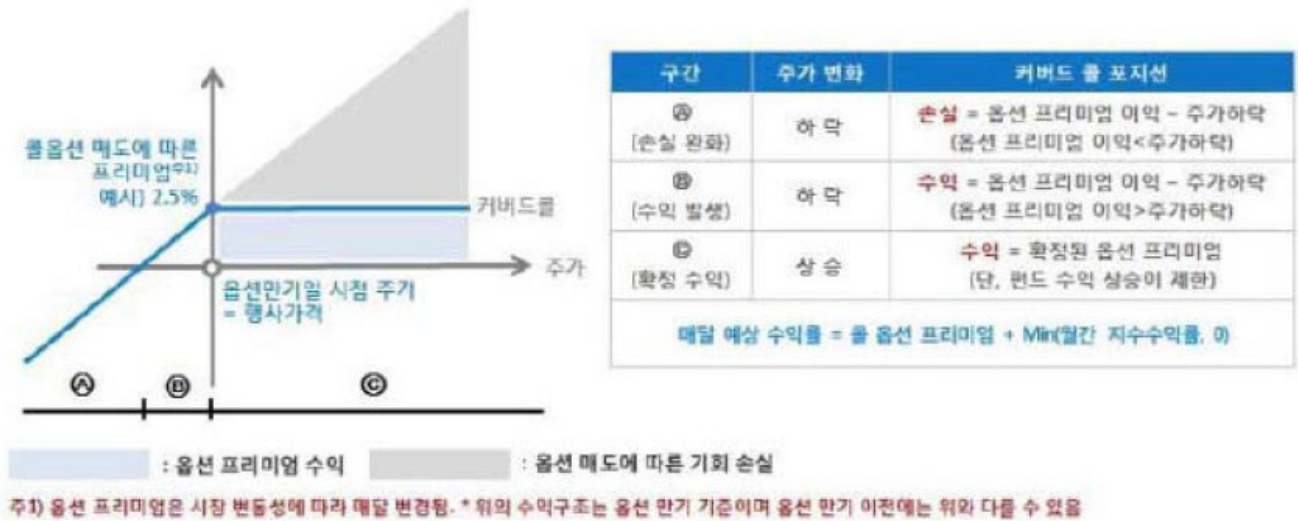 콜옵션 매도에 따른
프리미엄주1)
예시) 2.5%
커버드콜
주가
옵션만기일 시점 주가
= 행사가격
Ⓐ
Ⓑ
Ⓒ
구간 주가 변화 커버드 콜 포지션
Ⓐ
(손실 완화)
하 락
손실 = 옵션 프리미엄 이익 - 주가하락
(옵션 프리미엄 이익<주가하락)
Ⓑ
(수익 발생)
하 락
수익 = 옵션 프리미엄 이익 - 주가하락
(옵션 프리미엄 이익>주가하락)
Ⓒ
(확정 수익)
상 승
수익 = 확정된 옵션 프리미엄
(단, 펀드 수익 상승이 제한)
매달 예상 수익률 = 콜 옵션 프리미엄 + Min(월간 지수수익률, 0)
: 옵션 프리미엄 수익
: 옵션 매도에 따른 기회 손실
주1) 옵션 프리미엄은 시장 변동성에 따라 매달 변경됨. * 위의 수익구조는 옵션 만기 기준이며 옵션 만기 이전에는 위와 다를 수 있음